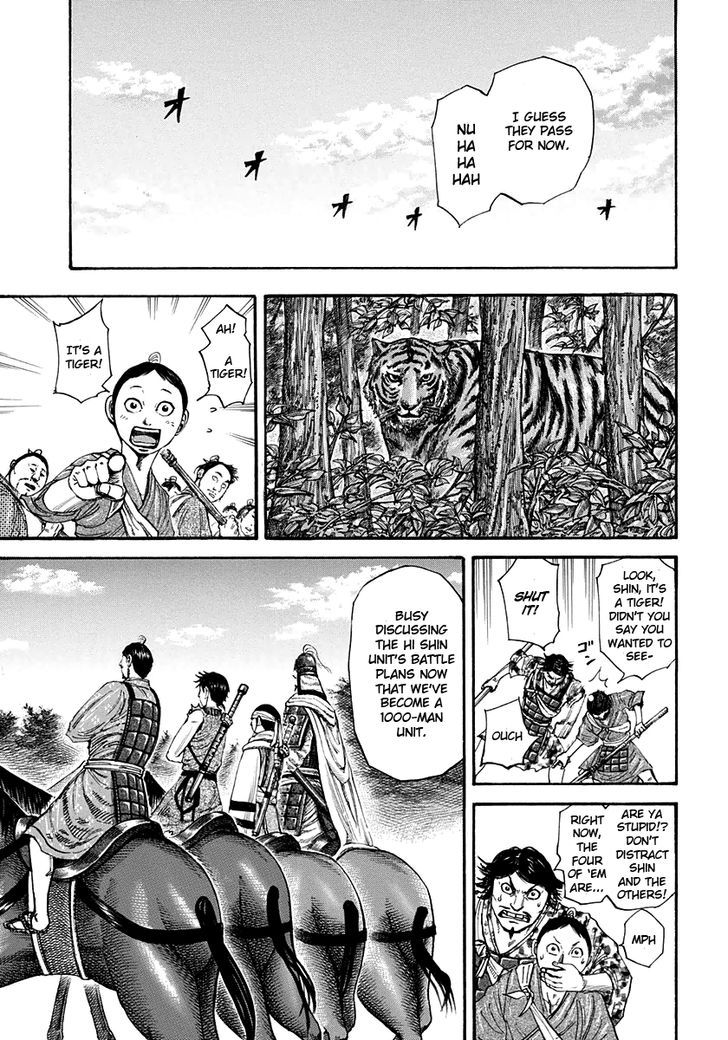 I GUESS
THEY PASS
FOR NOW.
NU
HA
HA
HAH
AH!
A
TIGER!
IT'S A
TIGER!
LOOK,
SHIN, IT'S
A TIGER!
DIDN'T YOU
SAY YOU
WANTED
TO SEE-
SHUT
IT!
ゴッ
OUCH
ARE YA
STUPID!?
DON'T
DISTRACT
SHIN
AND THE
OTHERS!
RIGHT
NOW,
THE
FOUR
OF 'EM
ARE...
MPH
BUSY
DISCUSSING
THE HI SHIN
UNIT'S BATTLE
PLANS NOW
THAT WE'VE
BECOME A
1000-MAN
UNIT.